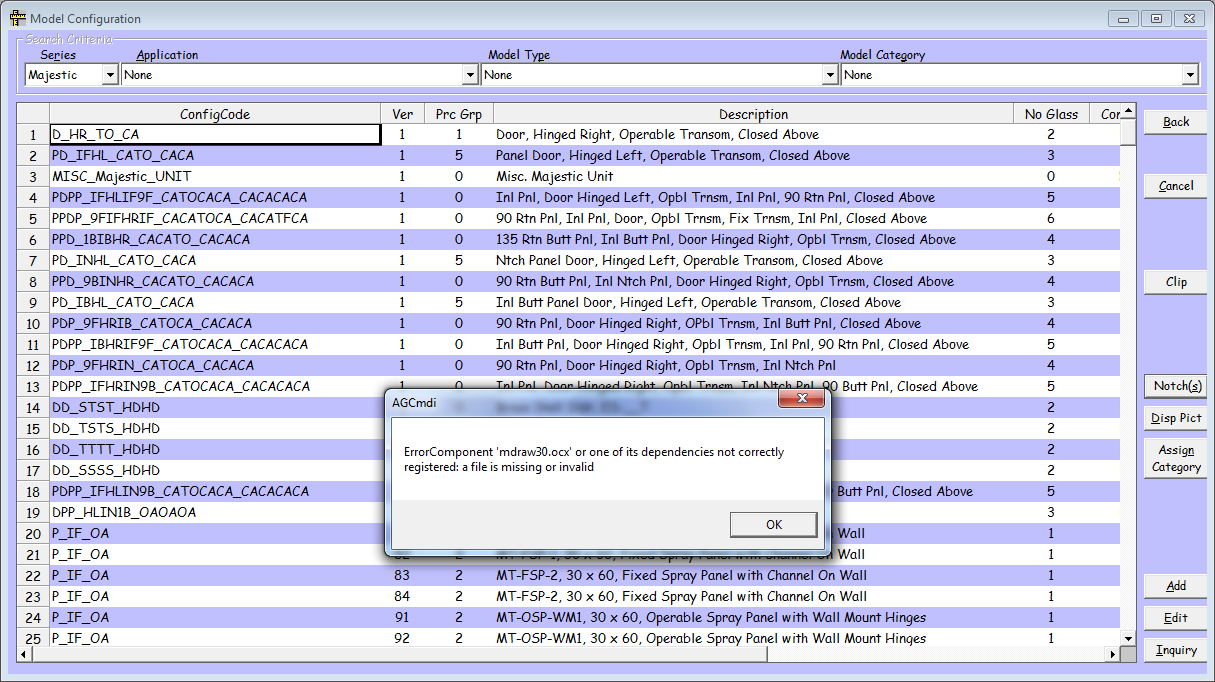 Model Configuration
Search Criteria
Series Application Model Type Model Category
Majestic None None None
ConfigCode Ver Prc Grp Description No Glass Cor
1 D_HR_TO_CA 1 1 Door, Hinged Right, Operable Transom, Closed Above 2
Back
2 PD_IFHL_CATO_CACA 1 5 Panel Door, Hinged Left, Operable Transom, Closed Above 3
3 MISC_Majestic_UNIT 1 0 Misc. Majestic Unit 0
Cancel
4 PDPP_IFHLIF9F_CATOCACA_CACACACA 1 0 Inl Pnl, Door Hinged Left, Opbl Trnsm, Inl Pnl, 90 Rtn Pnl, Closed Above 5
5 PPDP_9FIFHRIF_CACATOCA_CACATFCA 1 0 90 Rtn Pnl, Inl Pnl, Door, Opbl Trnsm, Fix Trnsm, Inl Pnl, Closed Above 6
6 PPD_1BIBHR_CACATO_CACACA 1 0 135 Rtn Butt Pnl, Inl Butt Pnl, Door Hinged Right, Opbl Trnsm, Closed Above 4
7 PD_INHL_CATO_CACA 1 5 Ntch Panel Door, Hinged Left, Operable Transom, Closed Above 3
8 PPD_9BINHR_CACATO_CACACA 1 0 90 Rtn Butt Pnl, Inl Ntch Pnl, Door Hinged Right, Opbl Trnsm, Closed Above 4
Clip
9 PD_IBHL_CATO_CACA 1 5 Inl Butt Panel Door, Hinged Left, Operable Transom, Closed Above 3
10 PDP_9FHRIB_CATOCA_CACACA 1 0 90 Rtn Pnl, Door Hinged Right, OPbl Trnsm, Inl Butt Pnl, Closed Above 4
11 PDPP_IBHRIF9F_CATOCACA_CACACACA 1 0 Inl Butt Pnl, Door Hinged Right, Opbl Trnsm, Inl Pnl, 90 Rtn Pnl, Closed Above 5
12 PDP_9FHRIN_CATOCA_CACACA 1 0 90 Rtn Pnl, Door Hinged Right, Opbl Trnsm, Inl Ntch Pnl 4
13 PDPP_IFHRIN9B_CATOCACA_CACACACA 1 0 Inl Pnl, Door Hinged Right, Opbl Trnsm, Inl Ntch Pnl, 90 Butt Pnl, Closed Above 5
Notch(s)
14 DD_STST_HDHD 2
Disp Pict
15 DD_TSTS_HDHD 2
16 DD_TTTT_HDHD 2
Assign
Category
17 DD_SSSS_HDHD 2
18 PDPP_IFHLIN9B_CATOCACA_CACACACA Butt Pnl, Closed Above 5
19 DPP_HLIN1B_OAOAOA 3
20 P_IF_OA Wall 1
21 P_IF_OA 82 2 MT-FSP-1, 30 x 60, Fixed Spray Panel with Channel On Wall 1
22 P_IF_OA 83 2 MT-FSP-2, 30 x 60, Fixed Spray Panel with Channel On Wall 1
23 P_IF_OA 84 2 MT-FSP-2, 30 x 60, Fixed Spray Panel with Channel On Wall 1
Add
24 P_IF_OA 91 2 MT-OSP-WM1, 30 x 60, Operable Spray Panel with Wall Mount Hinges 1
Edit
25 P_IF_OA 92 2 MT-OSP-WM1, 30 x 60, Operable Spray Panel with Wall Mount Hinges 1
Inquiry
AGCmdi
ErrorComponent 'mdraw30.ocx' or one of its dependencies not correctly
registered: a file is missing or invalid
OK